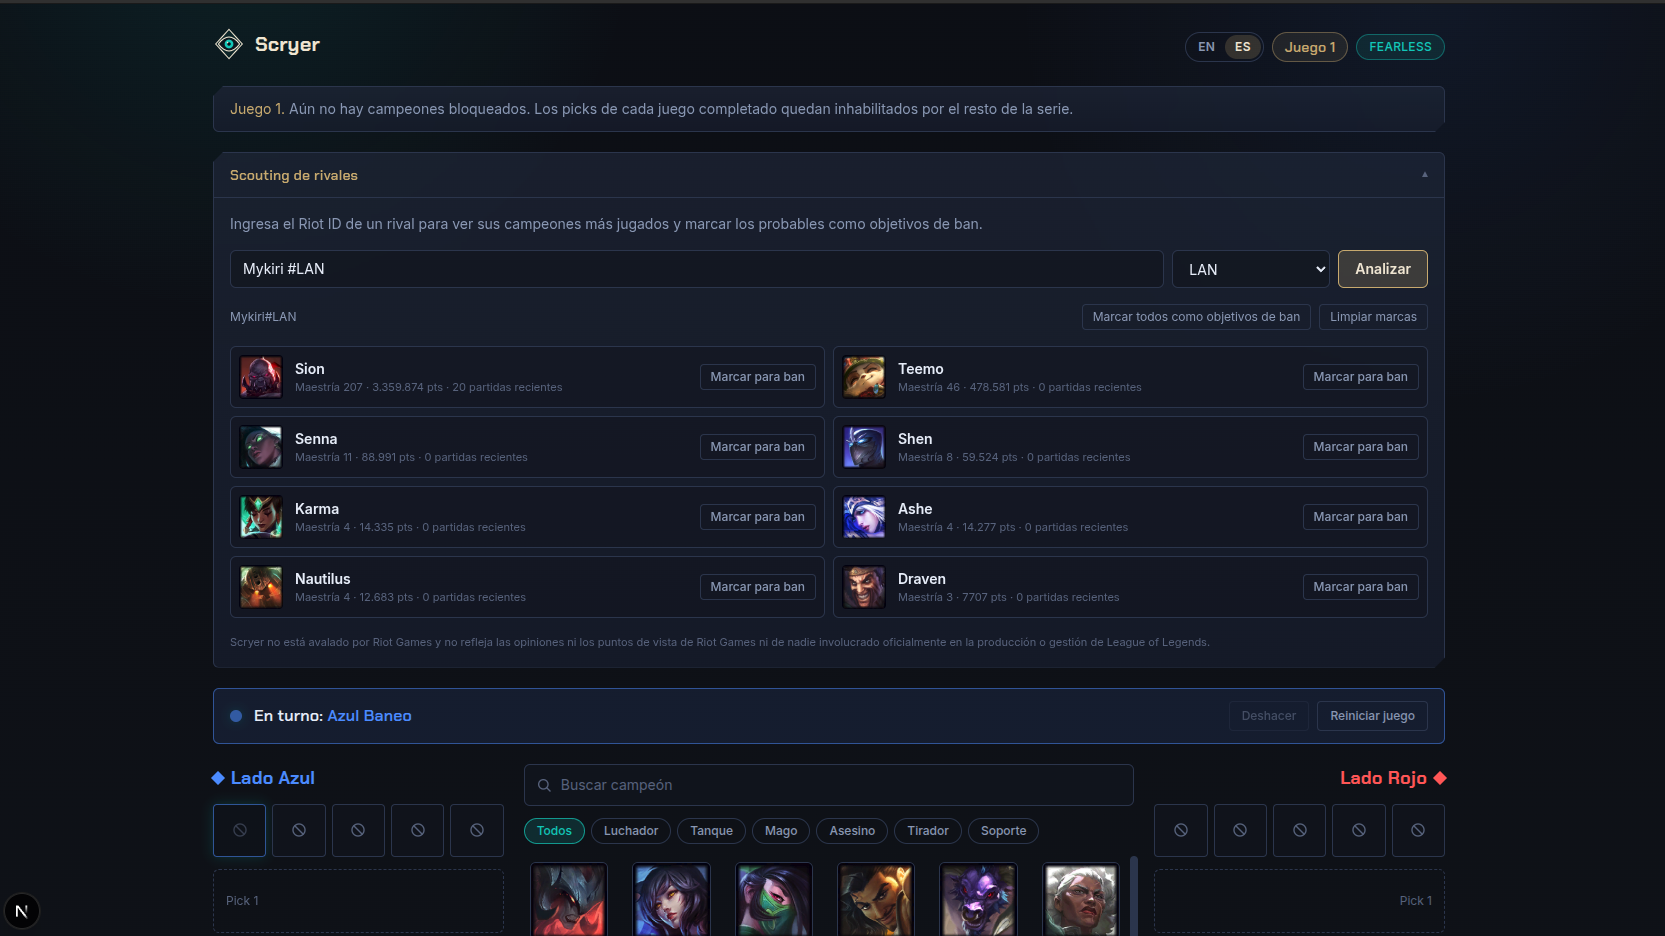 Scryer
EN ES Juego 1 FEARLESS
Juego 1. Aún no hay campeones bloqueados. Los picks de cada juego completado quedan inhabilitados por el resto de la serie.
Scouting de rivales
Ingresa el Riot ID de un rival para ver sus campeones más jugados y marcar los probables como objetivos de ban.
Mykiri #LAN LAN Analizar
Mykiri#LAN Marcar todos como objetivos de ban Limpiar marcas
Sion
Maestría 207 · 3.359.874 pts · 20 partidas recientes
Marcar para ban
Teemo
Maestría 46 · 478.581 pts · 0 partidas recientes
Marcar para ban
Senna
Maestría 11 · 88.991 pts · 0 partidas recientes
Marcar para ban
Shen
Maestría 8 · 59.524 pts · 0 partidas recientes
Marcar para ban
Karma
Maestría 4 · 14.335 pts · 0 partidas recientes
Marcar para ban
Ashe
Maestría 4 · 14.277 pts · 0 partidas recientes
Marcar para ban
Nautilus
Maestría 4 · 12.683 pts · 0 partidas recientes
Marcar para ban
Draven
Maestría 3 · 7707 pts · 0 partidas recientes
Marcar para ban
Scryer no está avalado por Riot Games y no refleja las opiniones ni los puntos de vista de Riot Games ni de nadie involucrado oficialmente en la producción o gestión de League of Legends.
En turno: Azul Baneo Deshacer Reiniciar juego
Lado Azul
Buscar campeón
Lado Rojo
Todos Luchador Tanque Mago Asesino Tirador Soporte
Pick 1
Pick 1
N